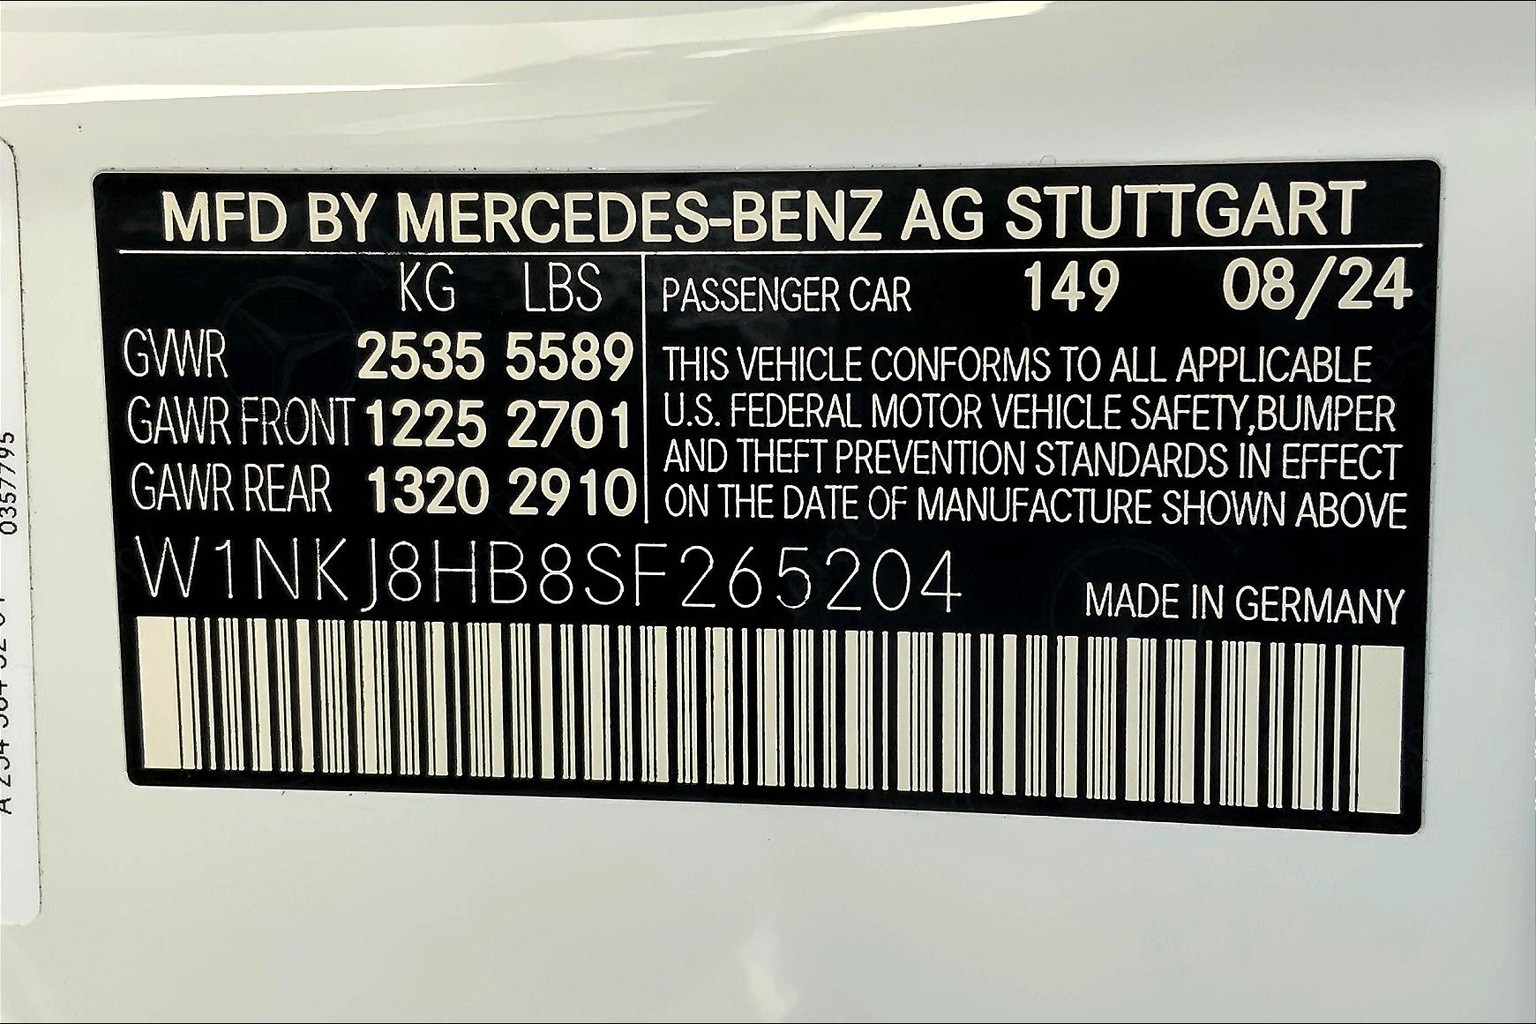 MFD BY MERCEDES-BENZ AG STUTTGART
KG LBS
GVWR 2535 5589
GAWR FRONT 1225 2701
GAWR REAR 1320 2910
PASSENGER CAR 149 08/24
THIS VEHICLE CONFORMS TO ALL APPLICABLE
U.S. FEDERAL MOTOR VEHICLE SAFETY,BUMPER
AND THEFT PREVENTION STANDARDS IN EFFECT
ON THE DATE OF MANUFACTURE SHOWN ABOVE
W1NKJ8HB8SF265204
MADE IN GERMANY
0357795